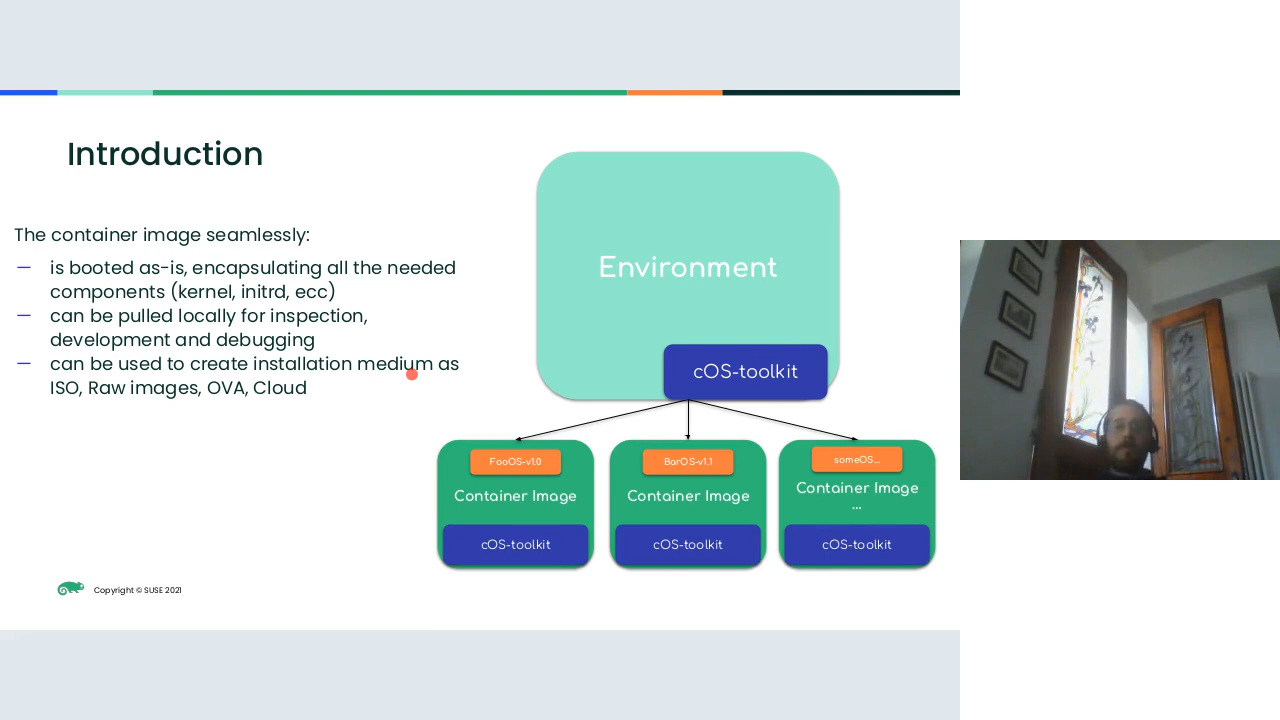 Introduction
The container image seamlessly:
— is booted as-is, encapsulating all the needed
components (kernel, initrd, ecc)
— can be pulled locally for inspection,
development and debugging
— can be used to create installation medium as
ISO, Raw images, OVA, Cloud
Environment
cOS-toolkit
FooOS-v1.0
Container Image
cOS-toolkit
BarOS-v1.1
Container Image
cOS-toolkit
someOS...
Container Image
...
cOS-toolkit
Copyright © SUSE 2021